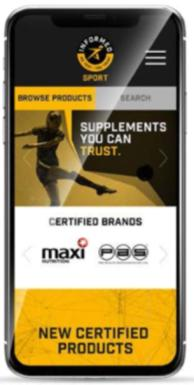 INFORMED
SPORT
BROWSE PRODUCTS
SEARCH
SUPPLEMENTS
YOU CAN
TRUST.
CERTIFIED BRANDS
maxi
NUTRITION
PBS
NEW CERTIFIED
PRODUCTS